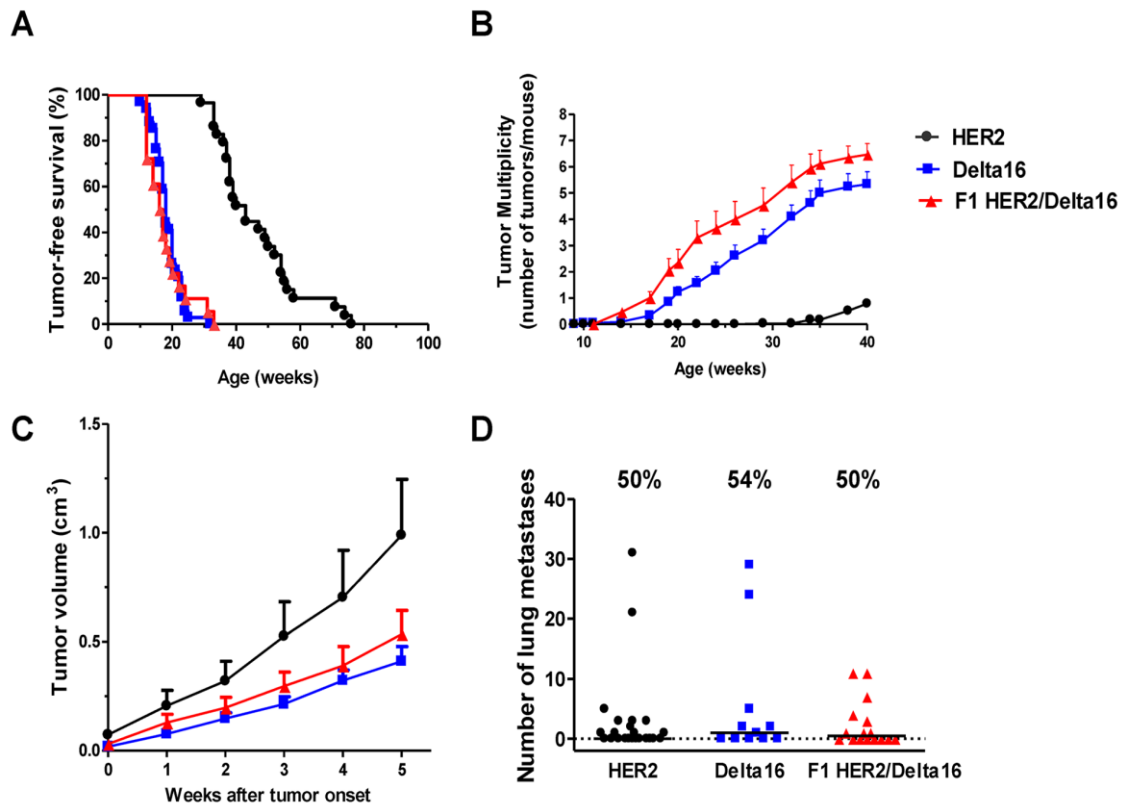 A
Tumor-free survival (%)
100
80
60
40
20
0
0 20 40 60 80 100
Age (weeks)
B
Tumor Multiplicity
(number of tumors/mouse)
8
7
6
5
4
3
2
1
0
10 20 30 40
Age (weeks)
HER2
Delta16
F1 HER2/Delta16
C
Tumor volume (cm³)
1.5
1.0
0.5
0.0
0 1 2 3 4 5
Weeks after tumor onset
D
Number of lung metastases
50% 54% 50%
40
30
20
10
0
HER2 Delta16 F1 HER2/Delta16